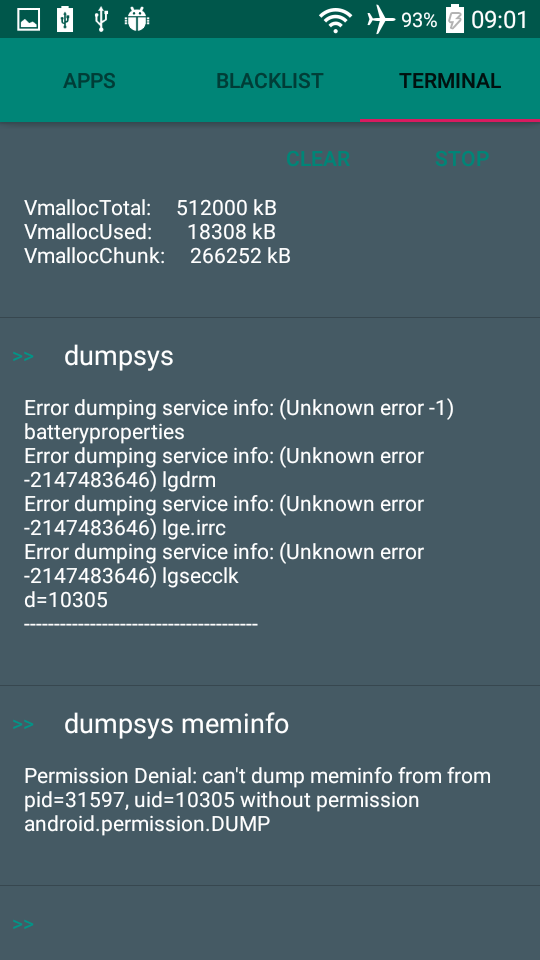 93% 09:01
APPS BLACKLIST TERMINAL
CLEAR STOP
VmallocTotal: 512000 kB
VmallocUsed: 18308 kB
VmallocChunk: 266252 kB
>> dumpsys
Error dumping service info: (Unknown error -1)
batteryproperties
Error dumping service info: (Unknown error
-2147483646) lgdrm
Error dumping service info: (Unknown error
-2147483646) lge.irrc
Error dumping service info: (Unknown error
-2147483646) lgsecclk
d=10305
---------------------------------------
>> dumpsys meminfo
Permission Denial: can't dump meminfo from from
pid=31597, uid=10305 without permission
android.permission.DUMP
>>